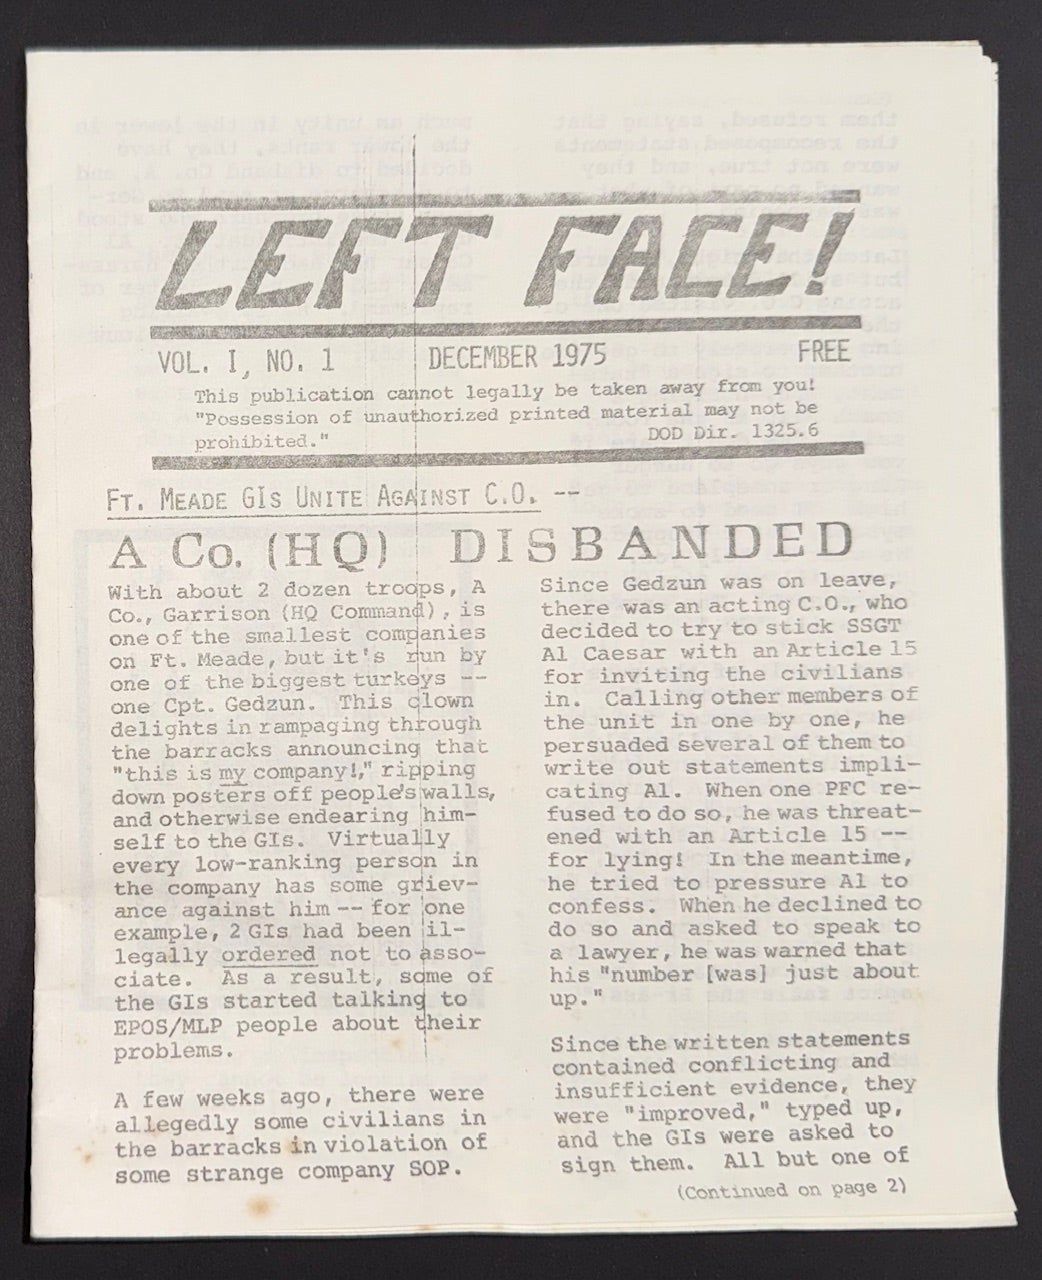 LEFT FACE!
VOL. I, NO. 1 DECEMBER 1975 FREE
This publication cannot legally be taken away from you!
"Possession of unauthorized printed material may not be
prohibited." DOD Dir. 1325.6
FT. MEADE GIS UNITE AGAINST C.O. --
A CO. (HQ) DISBANDED
With about 2 dozen troops, A
Co., Garrison (HQ Command), is
one of the smallest companies
on Ft. Meade, but it's run by
one of the biggest turkeys --
one Cpt. Gedzun. This clown
delights in rampaging through
the barracks announcing that
"this is my company!," ripping
down posters off people's walls,
and otherwise endearing him-
self to the GIs. Virtually
every low-ranking person in
the company has some griev-
ance against him -- for one
example, 2 GIs had been il-
legally ordered not to asso-
ciate. As a result, some of
the GIs started talking to
EPOS/MLP people about their
problems.
A few weeks ago, there were
allegedly some civilians in
the barracks in violation of
some strange company SOP.
Since Gedzun was on leave,
there was an acting C.O., who
decided to try to stick SSGT
Al Caesar with an Article 15
for inviting the civilians
in. Calling other members of
the unit in one by one, he
persuaded several of them to
write out statements impli-
cating Al. When one PFC re-
fused to do so, he was threat-
ened with an Article 15 --
for lying! In the meantime,
he tried to pressure Al to
confess. When he declined to
do so and asked to speak to
a lawyer, he was warned that
his "number [was] just about
up."
Since the written statements
contained conflicting and
insufficient evidence, they
were "improved," typed up,
and the GIs were asked to
sign them. All but one of
(Continued on page 2)